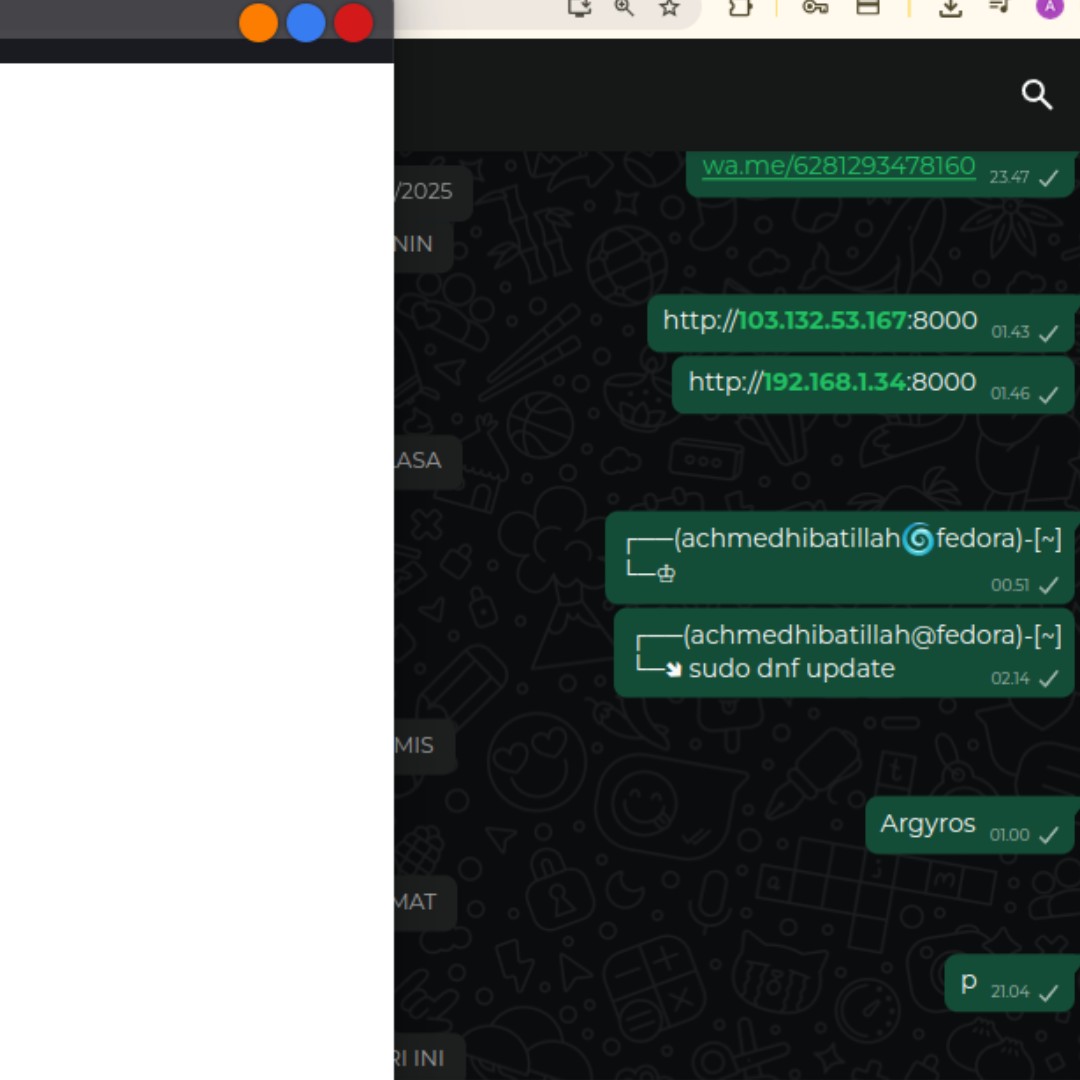 A
wa.me/6281293478160
23.47
/2025
NIN
http://103.132.53.167:8000
01.43
http://192.168.1.34:8000
01.46
ASA
┌──(achmedhibatillah🌀fedora)-[~]
└─♔
00.51
┌──(achmedhibatillah@fedora)-[~]
└─🢆 sudo dnf update
02.14
MIS
Argyros
01.00
MAT
p
21.04
RI INI